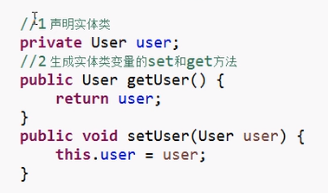 //1 声明实体类
private User user;
//2 生成实体类变量的set和get方法
public User getUser() {
return user;
}
public void setUser(User user) {
this.user = user;
}